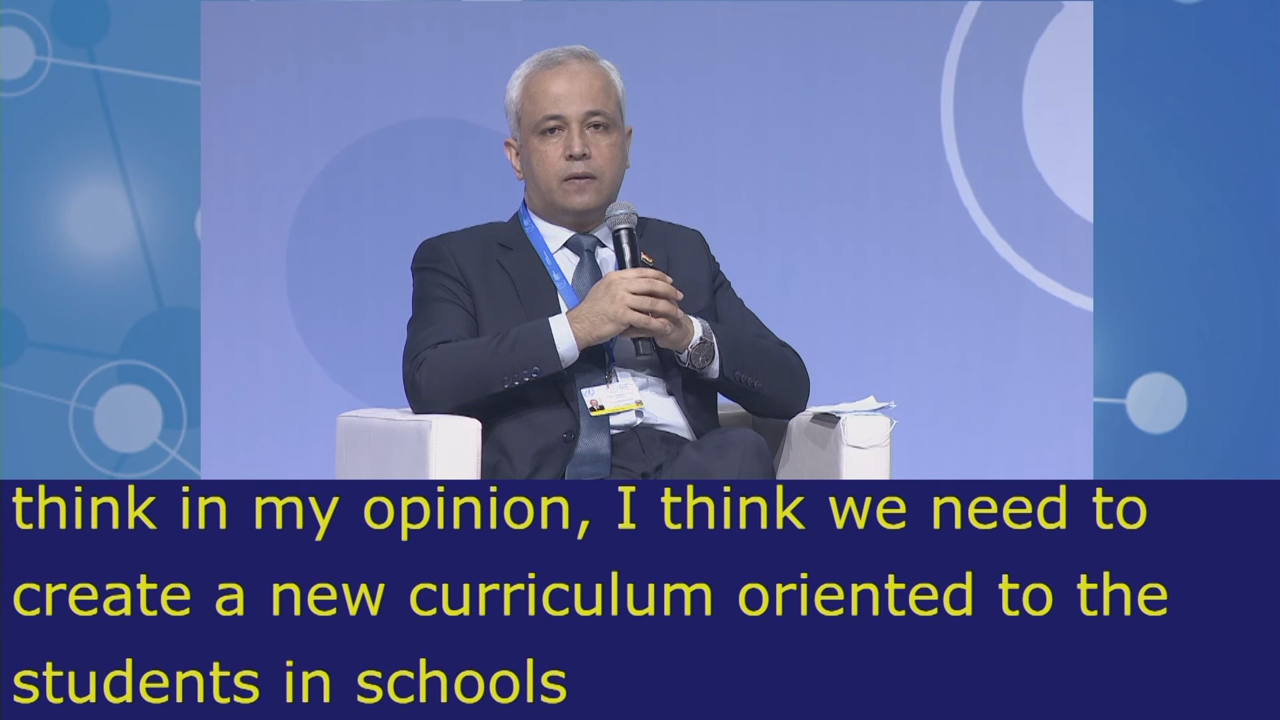 think in my opinion, I think we need to
create a new curriculum oriented to the
students in schools